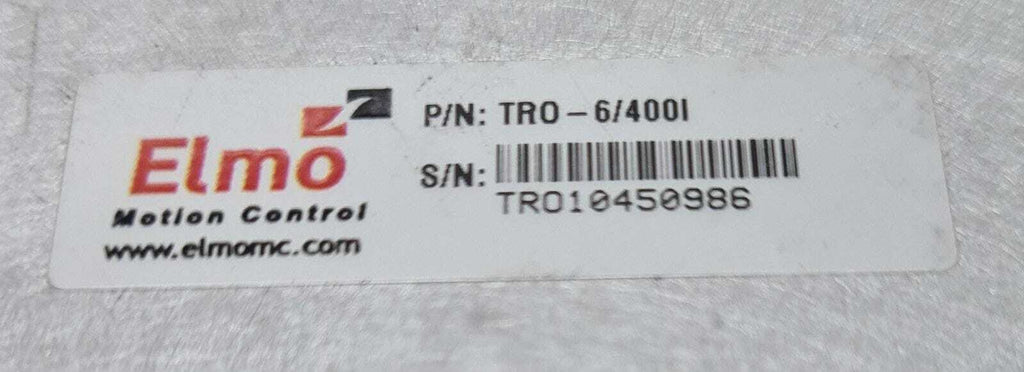 Elmo
Motion Control
www.elmomc.com
P/N: TRO-6/400I
S/N:
TRO10450986